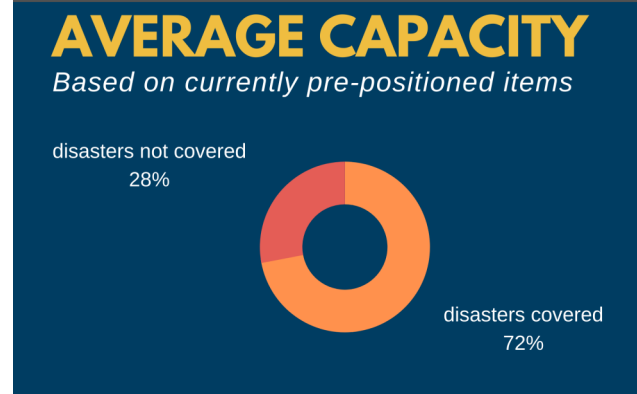 AVERAGE CAPACITY
Based on currently pre-positioned items
disasters not covered
28%
disasters covered
72%